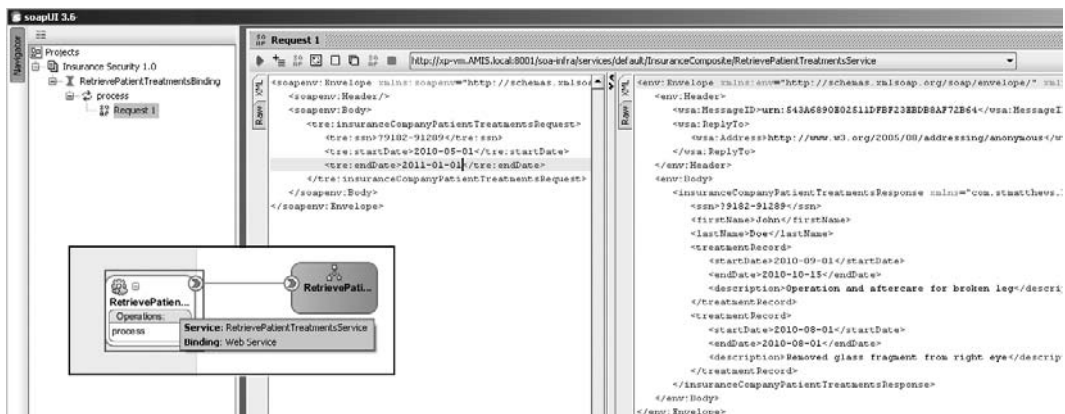 soapUI 3.6
Navigator
Projects
Insurance Security 1.0
RetrievePatientTreatmentsBinding
process
Request 1
Request 1
http://xp-vm.AMIS.local:8001/soa-infra/services/default/InsuranceComposite/RetrievePatientTreatmentsService
XML
Raw
<soapenv:Envelope xmlns:soapenv="http://schemas.xmlsoa
<soapenv:Header/>
<soapenv:Body>
<tre:insuranceCompanyPatientTreatmentsRequest>
<tre:ssn>?9182-91289</tre:ssn>
<tre:startDate>2010-05-01</tre:startDate>
<tre:endDate>2011-01-01</tre:endDate>
</tre:insuranceCompanyPatientTreatmentsRequest>
</soapenv:Body>
</soapenv:Envelope>
XML
Raw
<env:Envelope xmlns:env="http://schemas.xmlsoap.org/soap/envelope/"
<env:Header>
<wsa:MessageID>urn:543A6890E02511DFBF23EBDB8AF72B64</wsa:MessageI
<wsa:ReplyTo>
<wsa:Address>http://www.w3.org/2005/08/addressing/anonymous</w
</wsa:ReplyTo>
</env:Header>
<env:Body>
<insuranceCompanyPatientTreatmentsResponse xmlns="com.stmatthews.
<ssn>?9182-91289</ssn>
<firstName>John</firstName>
<lastName>Doe</lastName>
<treatmentRecord>
<startDate>2010-09-01</startDate>
<endDate>2010-10-15</endDate>
<description>Operation and aftercare for broken leg</descri
</treatmentRecord>
<treatmentRecord>
<startDate>2010-08-01</startDate>
<endDate>2010-08-01</endDate>
<description>Removed glass fragment from right eye</descrip
</treatmentRecord>
</insuranceCompanyPatientTreatmentsResponse>
</env:Body>
</env:Envelope>
RetrievePatien...
Operations:
process
RetrievePati...
Service: RetrievePatientTreatmentsService
Binding: Web Service